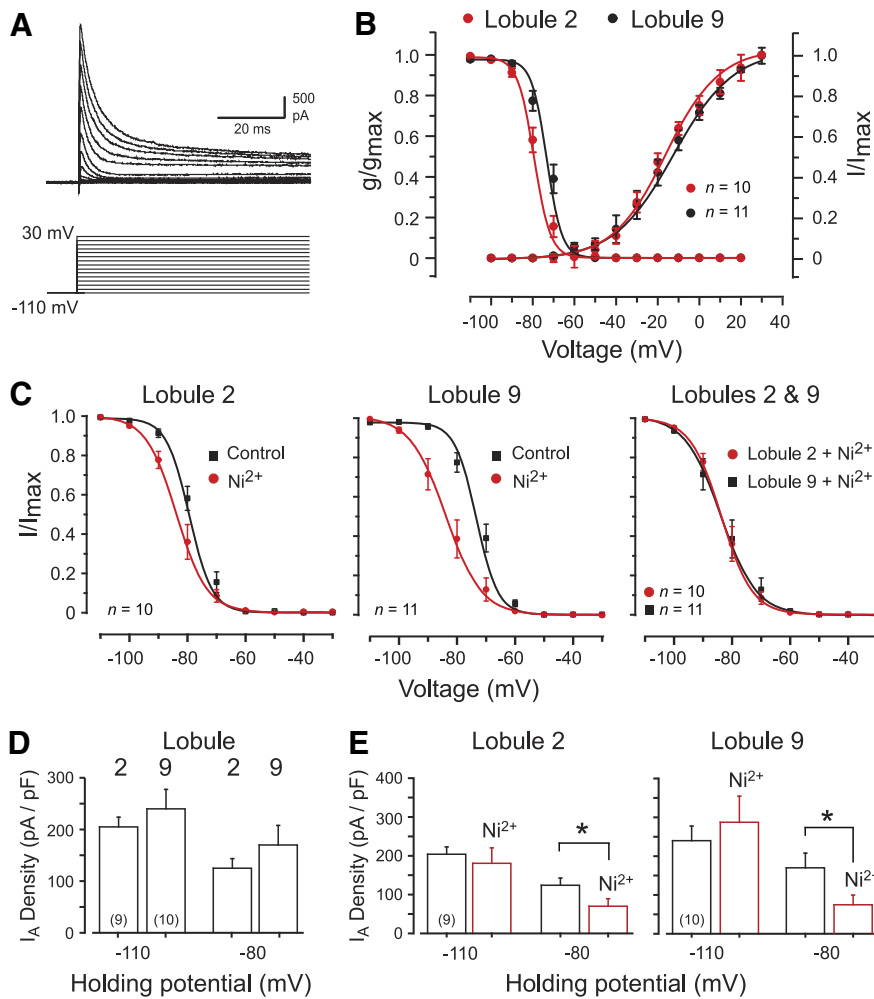 A
500
pA
20 ms
30 mV
-110 mV
B
Lobule 2 Lobule 9
1.0
0.8
0.6
0.4
0.2
0
g/gmax
1.0
0.8
0.6
0.4
0.2
0
I/Imax
n = 10
n = 11
-100 -80 -60 -40 -20 0 20 40
Voltage (mV)
C
Lobule 2
Lobule 9
Lobules 2 & 9
1.0
0.8
0.6
0.4
0.2
0
I/Imax
Control
Ni2+
n = 10
-100 -80 -60 -40
Control
Ni2+
n = 11
-100 -80 -60 -40
Lobule 2 + Ni2+
Lobule 9 + Ni2+
n = 10
n = 11
-100 -80 -60 -40
Voltage (mV)
D
Lobule
2 9 2 9
300
200
100
0
IA Density (pA / pF)
(9) (10)
-110 -80
Holding potential (mV)
E
Lobule 2
Lobule 9
400
300
200
100
0
IA Density (pA / pF)
Ni2+
*
Ni2+
(9)
-110 -80
Ni2+
*
(10)
-110 -80
Holding potential (mV)